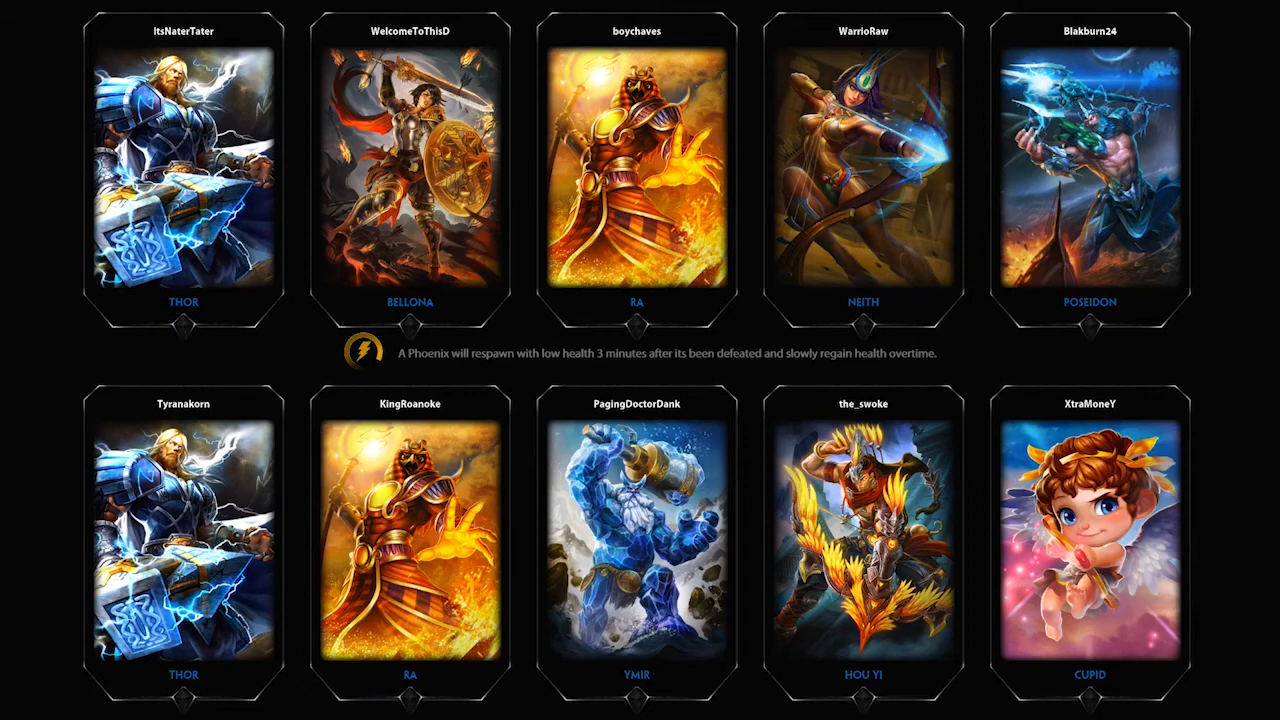 ItsNaterTater
WelcomeToThisD
boychaves
WarrioRaw
Blakburn24
THOR
BELLONA
RA
NEITH
POSEIDON
A Phoenix will respawn with low health 3 minutes after its been defeated and slowly regain health overtime.
Tyranakorn
KingRoanoke
PagingDoctorDank
the_swoke
XtraMoneY
THOR
RA
YMIR
HOU YI
CUPID